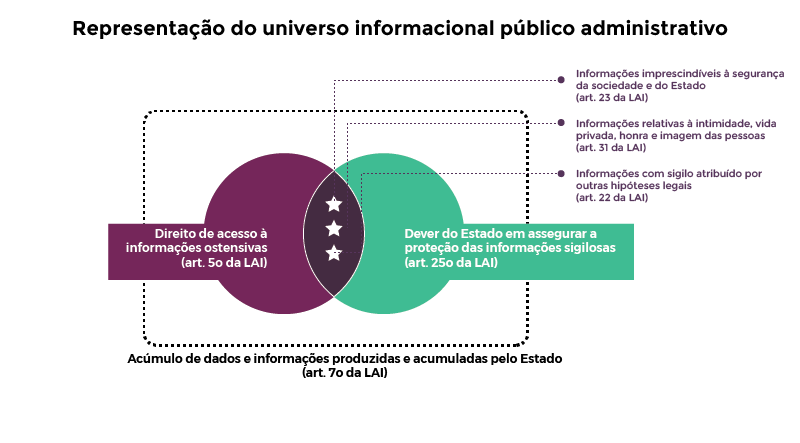 Representação do universo informacional público administrativo
Informações imprescindíveis à segurança
da sociedade e do Estado
(art. 23 da LAI)
Informações relativas à intimidade, vida
privada, honra e imagem das pessoas
(art. 31 da LAI)
Informações com sigilo atribuído por
outras hipóteses legais
(art. 22 da LAI)
Direito de acesso à
informações ostensivas
(art. 5o da LAI)
Dever do Estado em assegurar a
proteção das informações sigilosas
(art. 25o da LAI)
Acúmulo de dados e informações produzidas e acumuladas pelo Estado
(art. 7o da LAI)